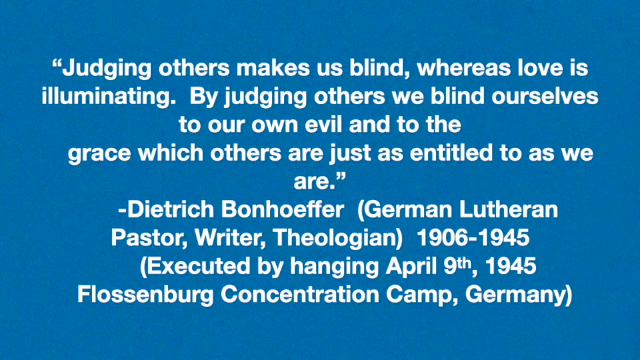 “Judging others makes us blind, whereas love is
illuminating.  By judging others we blind ourselves
to our own evil and to the
grace which others are just as entitled to as we
are.”
-Dietrich Bonhoeffer  (German Lutheran
Pastor, Writer, Theologian)  1906-1945
(Executed by hanging April 9th, 1945
Flossenburg Concentration Camp, Germany)